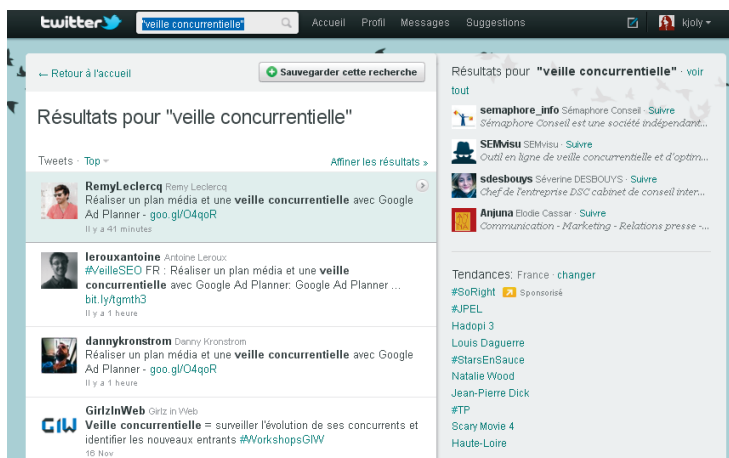 twitter
"veille concurrentielle"
Accueil Profil Messages Suggestions
kjoly
← Retour à l'accueil
Sauvegarder cette recherche
Résultats pour "veille concurrentielle"
Tweets · Top
Affiner les résultats »
RemyLeclercq Remy Leclercq
Réaliser un plan média et une veille concurrentielle avec Google
Ad Planner - goo.gl/O4qoR
Il y a 41 minutes
lerouxantoine Antoine Leroux
#VeilleSEO FR : Réaliser un plan média et une veille
concurrentielle avec Google Ad Planner: Google Ad Planner ...
bit.ly/tgmth3
Il y a 1 heure
dannykronstrom Danny Kronstrom
Réaliser un plan média et une veille concurrentielle avec Google
Ad Planner - goo.gl/O4qoR
Il y a 1 heure
GIW
GirlzInWeb Girlz in Web
Veille concurrentielle = surveiller l'évolution de ses concurrents et
identifier les nouveaux entrants #WorkshopsGIW
16 Nov
Résultats pour "veille concurrentielle" · voir
tout
semaphore_info Sémaphore Conseil · Suivre
Sémaphore Conseil est une société indépendant...
SEMvisu SEMvisu · Suivre
Outil en ligne de veille concurrentielle et d'optim...
sdesbouys Séverine DESBOUYS · Suivre
Chef de l'entreprise DSC cabinet de conseil inter...
Anjuna Elodie Cassar · Suivre
Communication - Marketing - Relations presse -...
Tendances: France · changer
#SoRight Sponsorisé
#JPEL
Hadopi 3
Louis Daguerre
#StarsEnSauce
Natalie Wood
Jean-Pierre Dick
#TP
Scary Movie 4
Haute-Loire